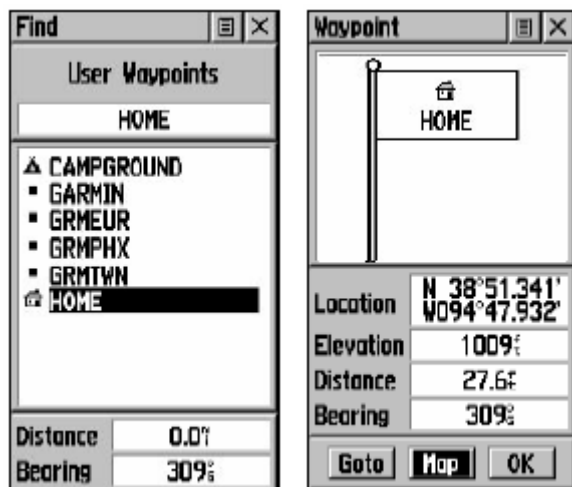 Find
User Waypoints
HOME
CAMPGROUND
GARMIN
GRMEUR
GRMPHX
GRMTWN
HOME
Distance 0.0
Bearing 309°
Waypoint
HOME
Location N 38°51.341'
W094°47.932'
Elevation 1009
Distance 27.6
Bearing 309°
Goto Map OK